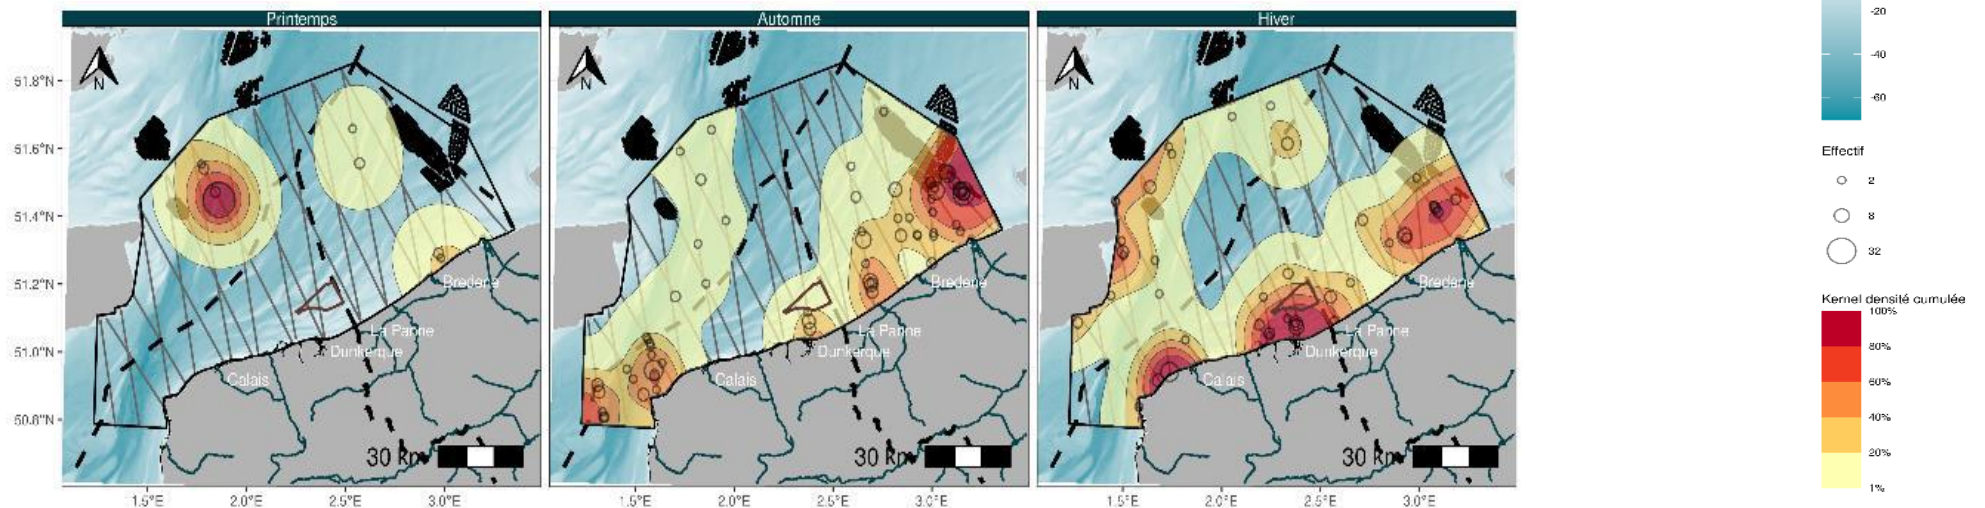 Printemps
Automne
Hiver
-20
-40
-60
N
N
N
51.8°N
51.6°N
51.4°N
51.2°N
51.0°N
50.8°N
Bredene
La Panne
Dunkerque
Calais
30 km
Bredene
La Panne
Dunkerque
Calais
30 km
Bredene
La Panne
Dunkerque
Calais
30 km
1.5°E 2.0°E 2.5°E 3.0°E
1.5°E 2.0°E 2.5°E 3.0°E
1.5°E 2.0°E 2.5°E 3.0°E
Effectif
2
8
32
Kernel densité cumulée
100%
80%
60%
40%
20%
1%